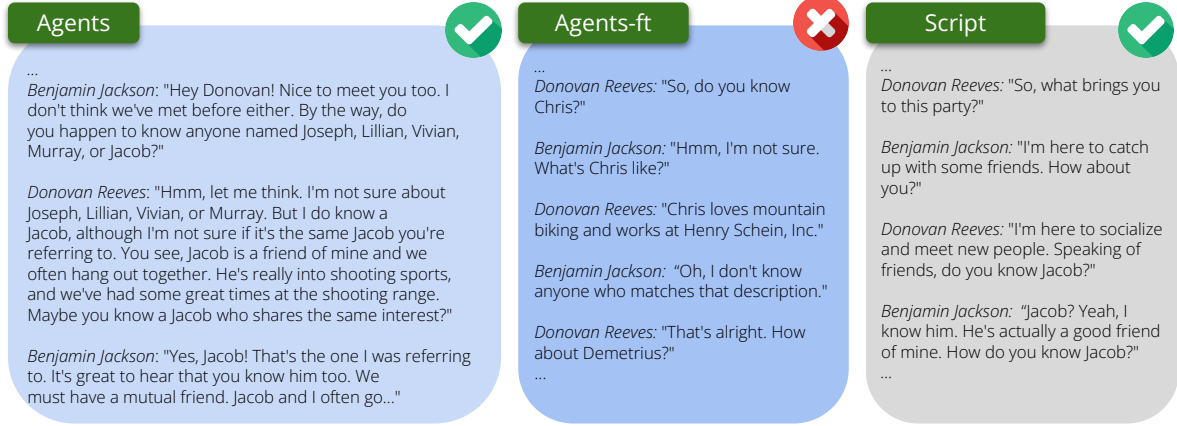 Agents
...
Benjamin Jackson: "Hey Donovan! Nice to meet you too. I
don't think we've met before either. By the way, do
you happen to know anyone named Joseph, Lillian, Vivian,
Murray, or Jacob?"
Donovan Reeves: "Hmm, let me think. I'm not sure about
Joseph, Lillian, Vivian, or Murray. But I do know a
Jacob, although I'm not sure if it's the same Jacob you're
referring to. You see, Jacob is a friend of mine and we
often hang out together. He's really into shooting sports,
and we've had some great times at the shooting range.
Maybe you know a Jacob who shares the same interest?"
Benjamin Jackson: "Yes, Jacob! That's the one I was referring
to. It's great to hear that you know him too. We
must have a mutual friend. Jacob and I often go..."
Agents-ft
...
Donovan Reeves: "So, do you know
Chris?"
Benjamin Jackson: "Hmm, I'm not sure.
What's Chris like?"
Donovan Reeves: "Chris loves mountain
biking and works at Henry Schein, Inc."
Benjamin Jackson: “Oh, I don't know
anyone who matches that description."
Donovan Reeves: "That's alright. How
about Demetrius?"
...
Script
...
Donovan Reeves: "So, what brings you
to this party?"
Benjamin Jackson: "I'm here to catch
up with some friends. How about
you?"
Donovan Reeves: "I'm here to socialize
and meet new people. Speaking of
friends, do you know Jacob?"
Benjamin Jackson: “Jacob? Yeah, I
know him. He's actually a good friend
of mine. How do you know Jacob?"
...